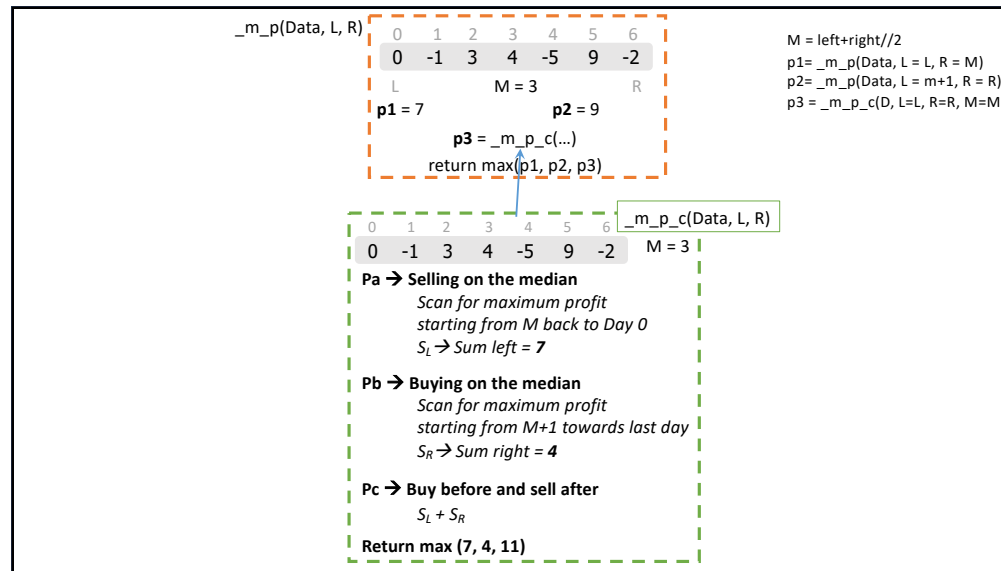 _m_p(Data, L, R)
0 1 2 3 4 5 6
0 -1 3 4 -5 9 -2
L M = 3 R
p1 = 7 p2 = 9
p3 = _m_p_c(...)
return max(p1, p2, p3)
M = left+right//2
p1= _m_p(Data, L = L, R = M)
p2= _m_p(Data, L = m+1, R = R)
p3 = _m_p_c(D, L=L, R=R, M=M
_m_p_c(Data, L, R)
0 1 2 3 4 5 6
0 -1 3 4 -5 9 -2
M = 3
Pa → Selling on the median
Scan for maximum profit
starting from M back to Day 0
SL → Sum left = 7
Pb → Buying on the median
Scan for maximum profit
starting from M+1 towards last day
SR → Sum right = 4
Pc → Buy before and sell after
SL + SR
Return max (7, 4, 11)